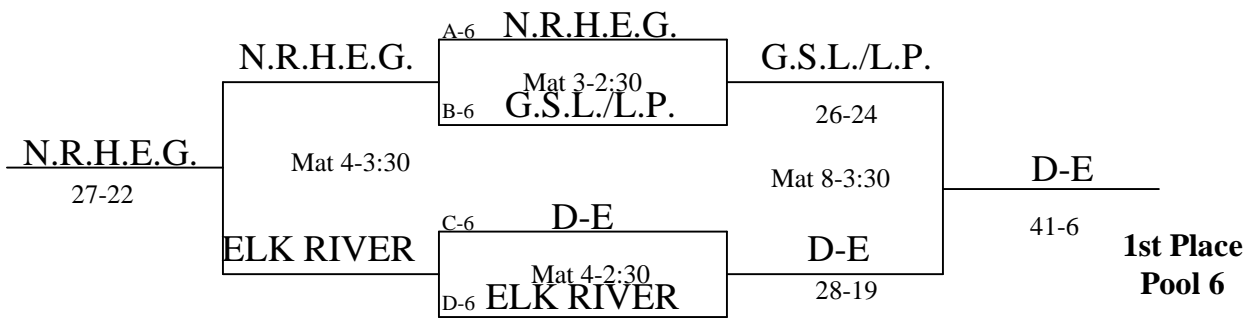 A-6 N.R.H.E.G.
N.R.H.E.G.
G.S.L./L.P.
Mat 3-2:30
B-6 G.S.L./L.P.
26-24
N.R.H.E.G.
Mat 4-3:30
Mat 8-3:30
D-E
27-22
C-6 D-E
41-6
ELK RIVER
D-E
1st Place
Mat 4-2:30
28-19
Pool 6
D-6 ELK RIVER